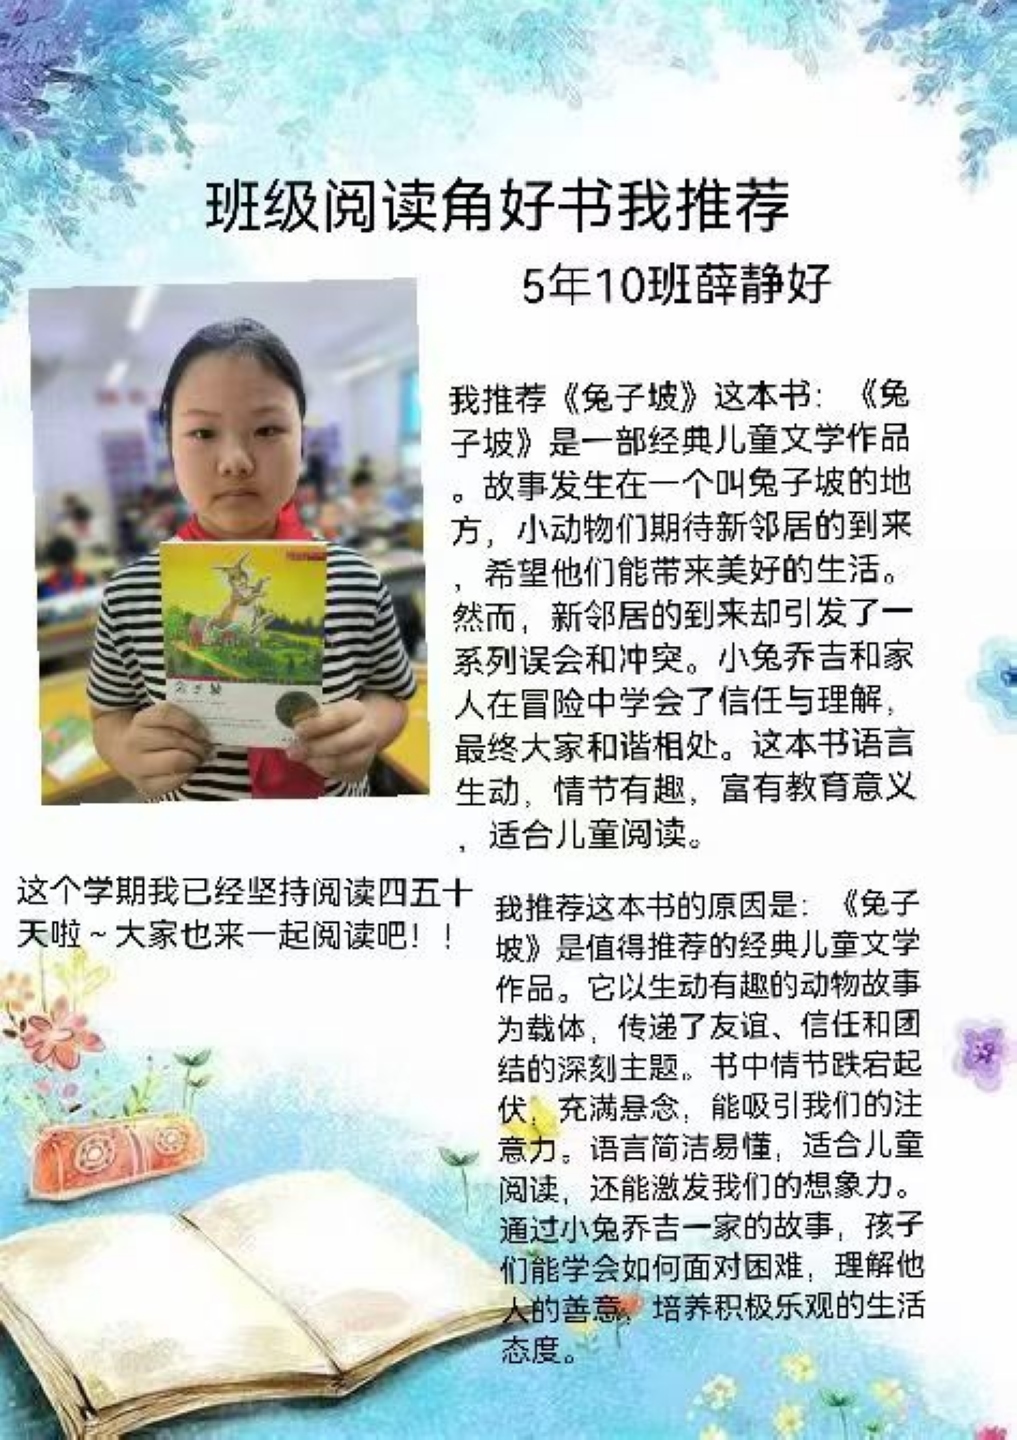 班级阅读角好书我推荐
5年10班薛静好
我推荐《兔子坡》这本书：《兔
子坡》是一部经典儿童文学作品
。故事发生在一个叫兔子坡的地
方，小动物们期待新邻居的到来
，希望他们能带来美好的生活。
然而，新邻居的到来却引发了一
系列误会和冲突。小兔乔吉和家
人在冒险中学会了信任与理解，
最终大家和谐相处。这本书语言
生动，情节有趣，富有教育意义
，适合儿童阅读。
兔子坡
这个学期我已经坚持阅读四五十
天啦～大家也来一起阅读吧！！
我推荐这本书的原因是：《兔子
坡》是值得推荐的经典儿童文学
作品。它以生动有趣的动物故事
为载体，传递了友谊、信任和团
结的深刻主题。书中情节跌宕起
伏，充满悬念，能吸引我们的注
意力。语言简洁易懂，适合儿童
阅读，还能激发我们的想象力。
通过小兔乔吉一家的故事，孩子
们能学会如何面对困难，理解他
人的善意，培养积极乐观的生活
态度。